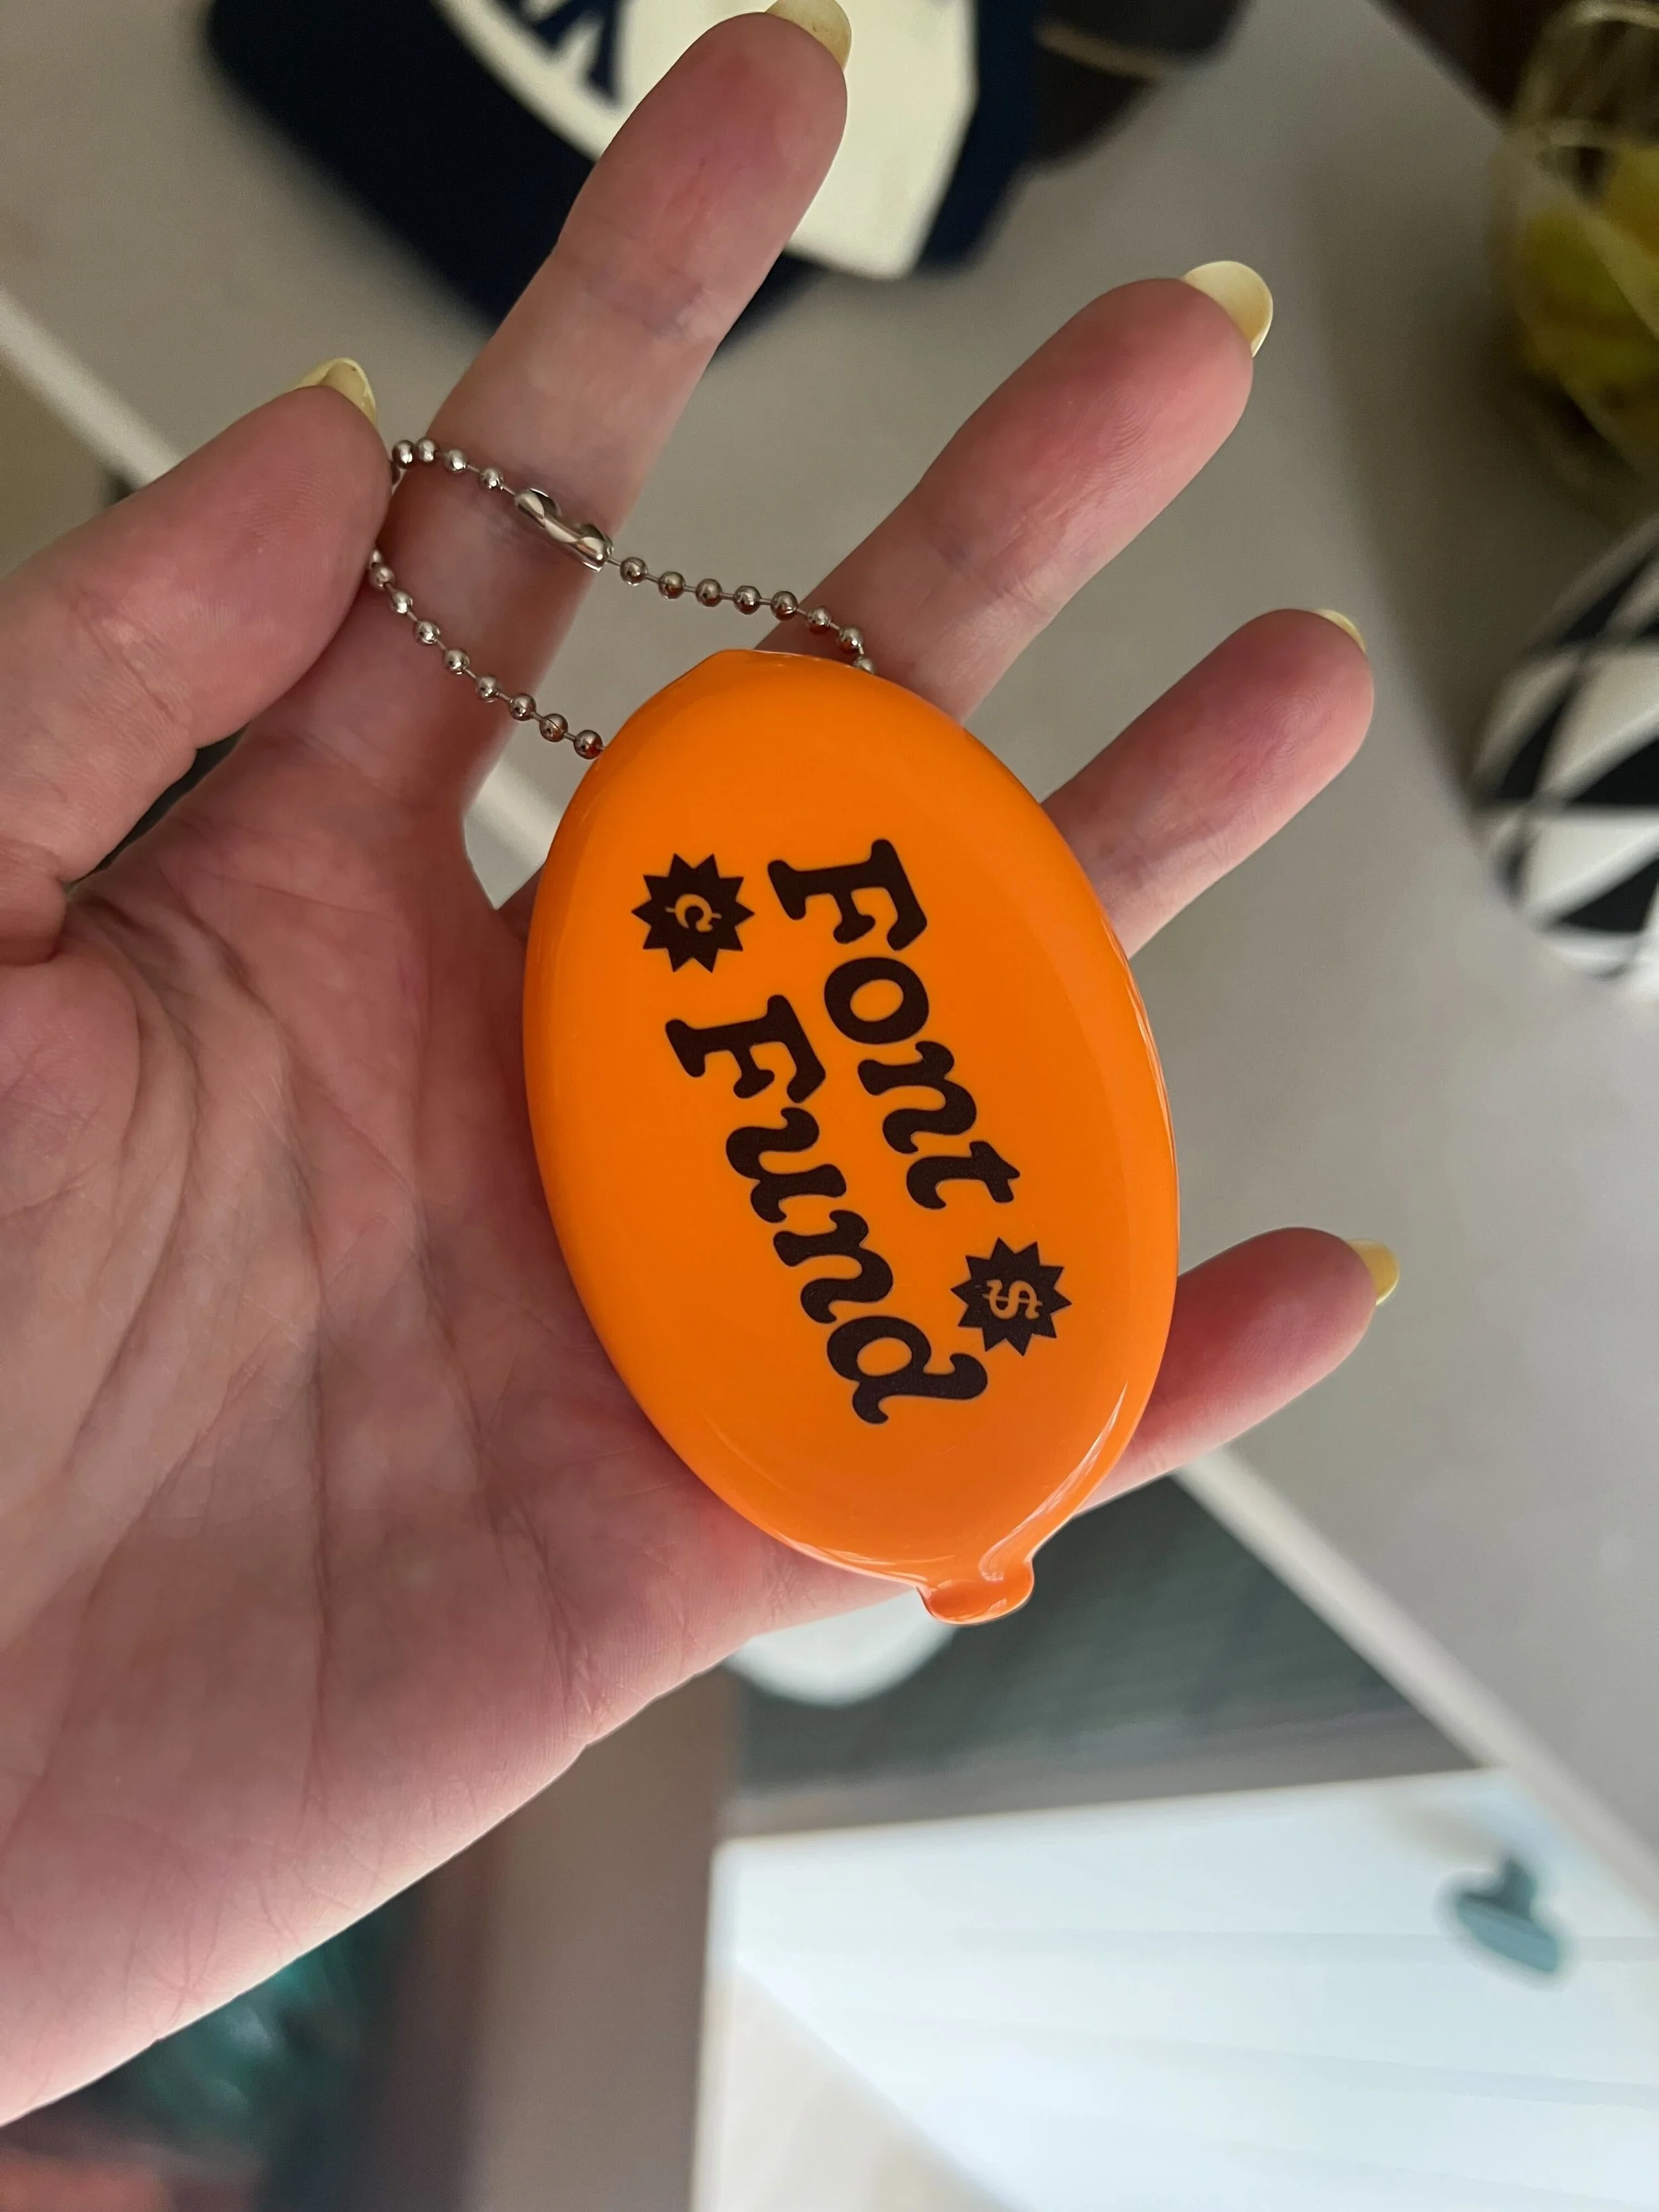 Font $
¢ Fund